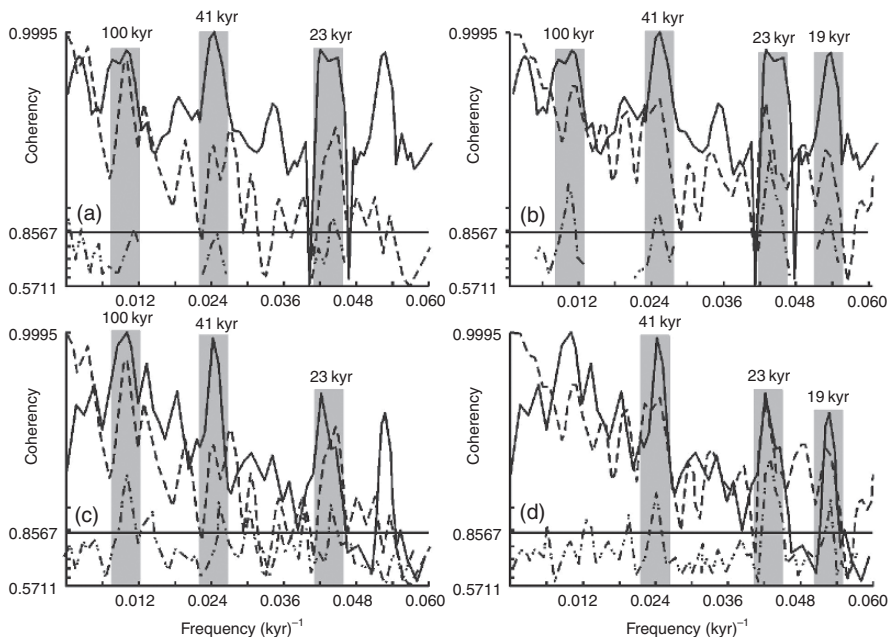 41 kyr
100 kyr
23 kyr
0.9995
Coherency
(a)
0.8567
0.5711
0.012
0.024
0.036
0.048
0.060
41 kyr
100 kyr
23 kyr
19 kyr
0.9995
Coherency
(b)
0.8567
0.5711
0.012
0.024
0.036
0.048
0.060
100 kyr
41 kyr
23 kyr
0.9995
Coherency
(c)
0.8567
0.5711
0.012
0.024
0.036
0.048
0.060
Frequency (kyr)⁻¹
41 kyr
23 kyr
19 kyr
0.9995
Coherency
(d)
0.8567
0.5711
0.012
0.024
0.036
0.048
0.060
Frequency (kyr)⁻¹